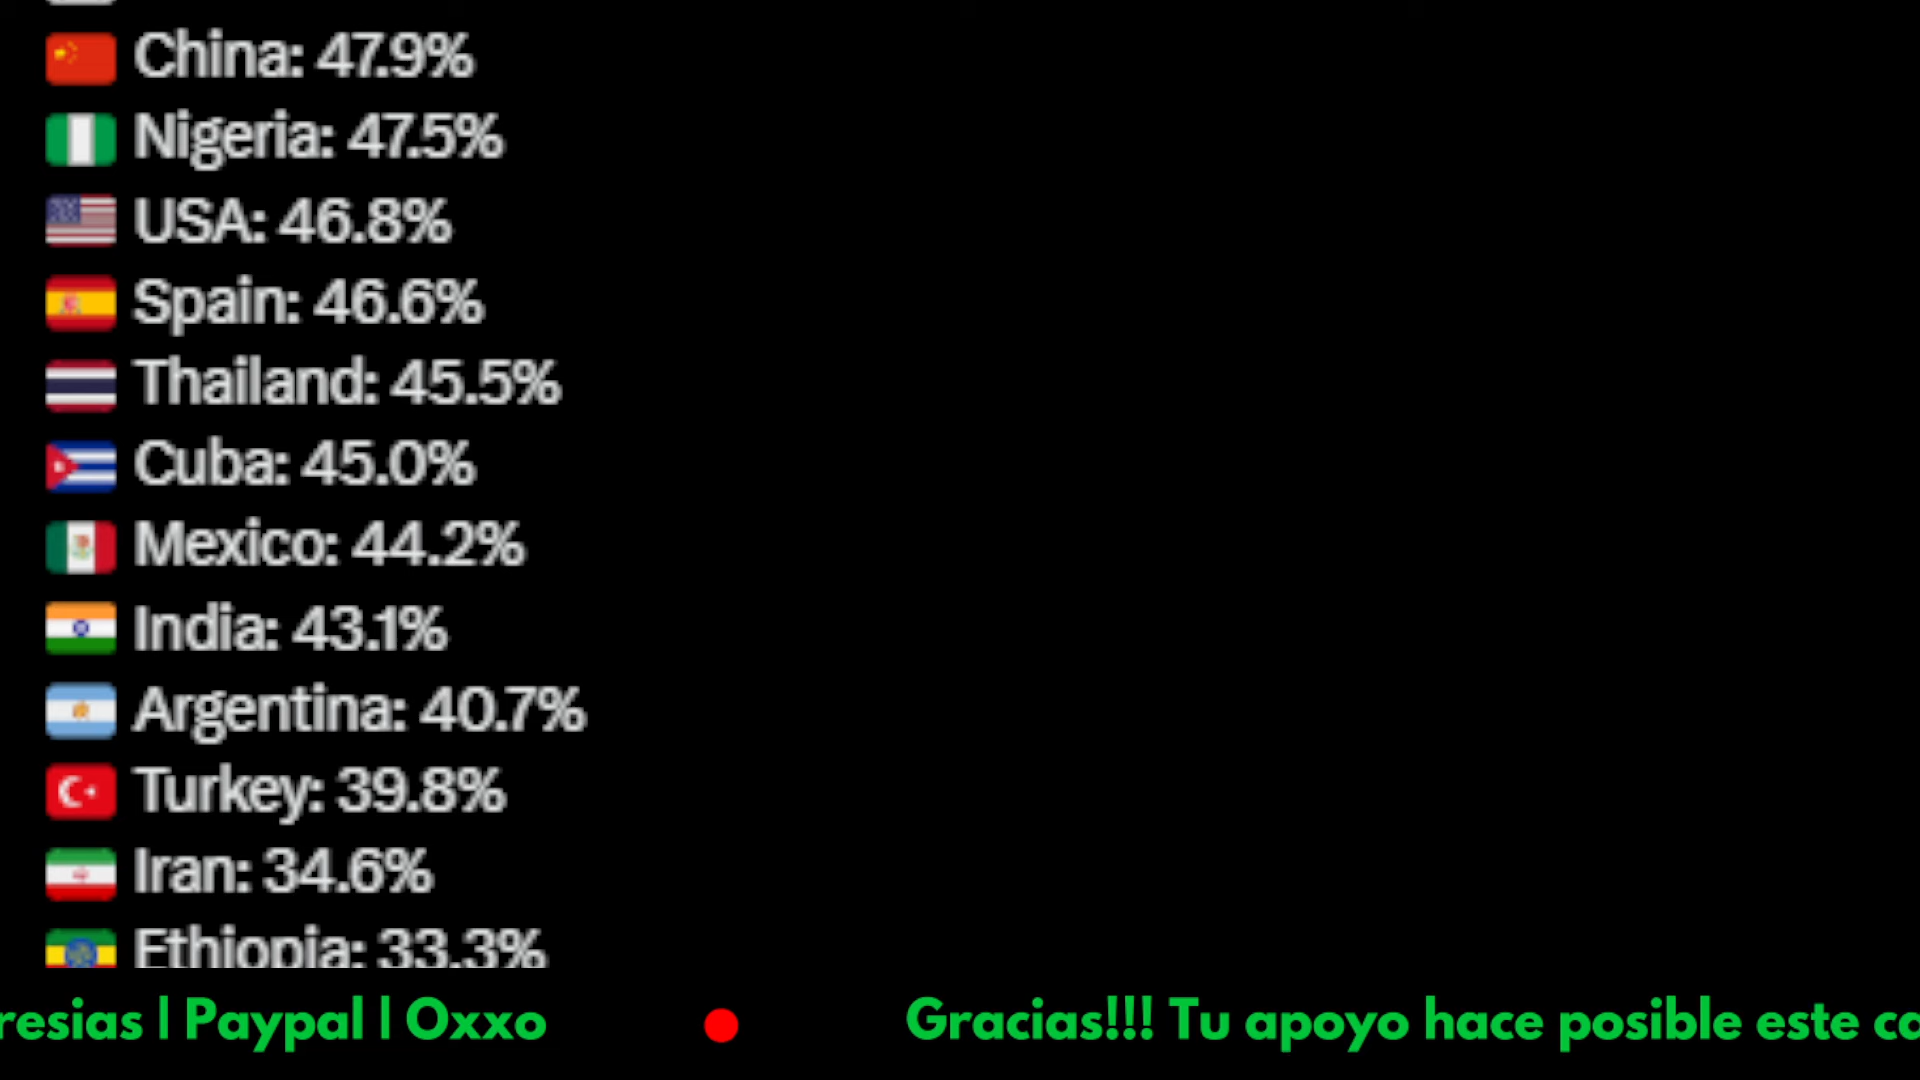 China: 47.9%
Nigeria: 47.5%
USA: 46.8%
Spain: 46.6%
Thailand: 45.5%
Cuba: 45.0%
Mexico: 44.2%
India: 43.1%
Argentina: 40.7%
Turkey: 39.8%
Iran: 34.6%
Ethiopia: 33.3%
resias | Paypal | Oxxo
Gracias!!! Tu apoyo hace posible este ca